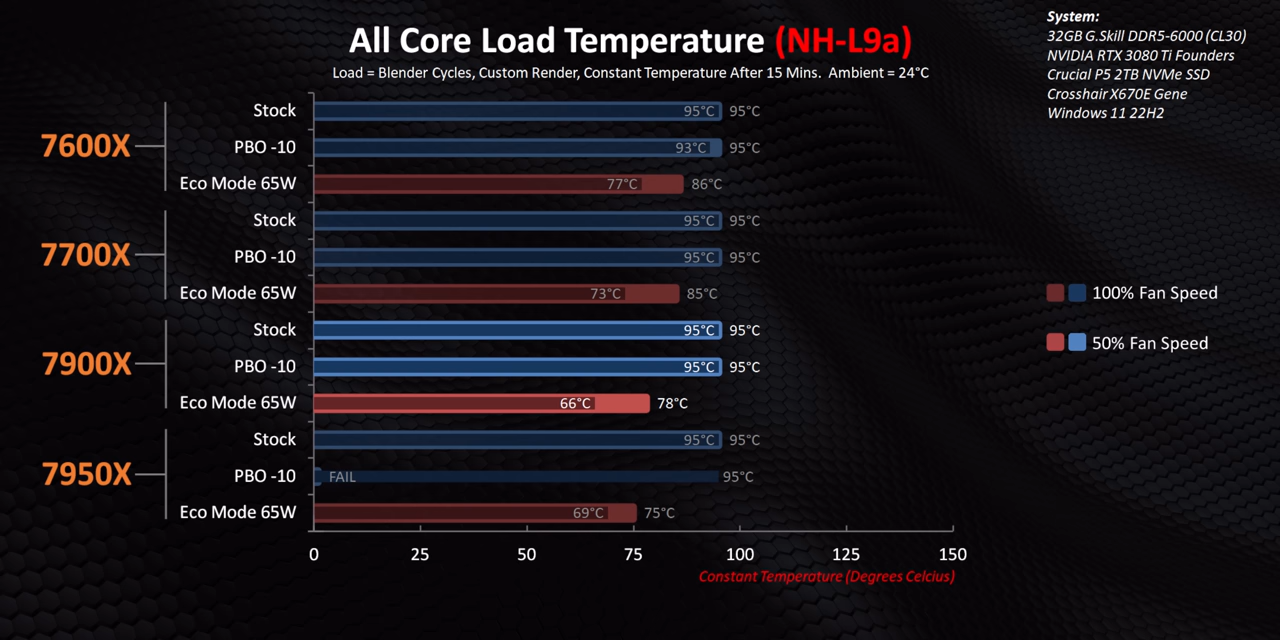 All Core Load Temperature (NH-L9a)
Load = Blender Cycles, Custom Render, Constant Temperature After 15 Mins.  Ambient = 24°C
System:
32GB G.Skill DDR5-6000 (CL30)
NVIDIA RTX 3080 Ti Founders
Crucial P5 2TB NVMe SSD
Crosshair X670E Gene
Windows 11 22H2
7600X
Stock 95°C 95°C
PBO -10 93°C 95°C
Eco Mode 65W 77°C 86°C
7700X
Stock 95°C 95°C
PBO -10 95°C 95°C
Eco Mode 65W 73°C 85°C
7900X
Stock 95°C 95°C
PBO -10 95°C 95°C
Eco Mode 65W 66°C 78°C
7950X
Stock 95°C 95°C
PBO -10 FAIL 95°C
Eco Mode 65W 69°C 75°C
0 25 50 75 100 125 150
Constant Temperature (Degrees Celcius)
100% Fan Speed
50% Fan Speed